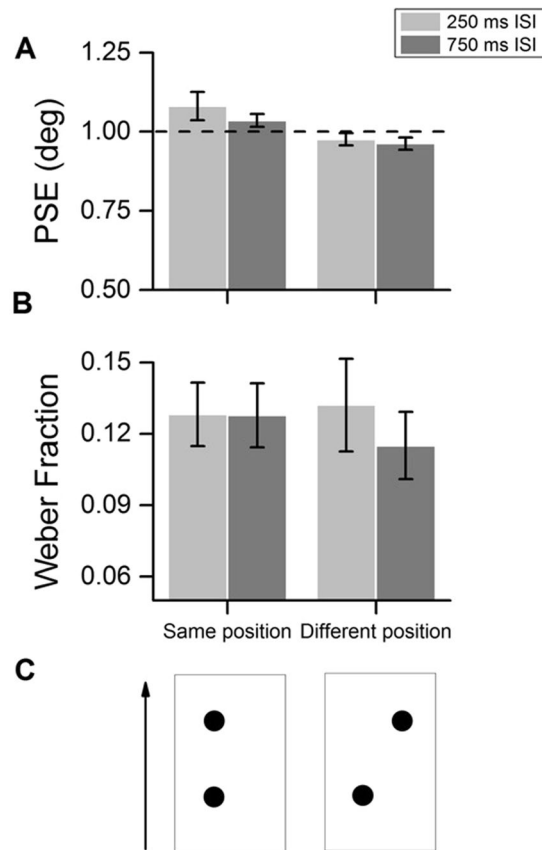 250 ms ISI
750 ms ISI
A
1.25
1.00
0.75
0.50
PSE (deg)
B
0.15
0.12
0.09
0.06
Weber Fraction
Same position Different position
C